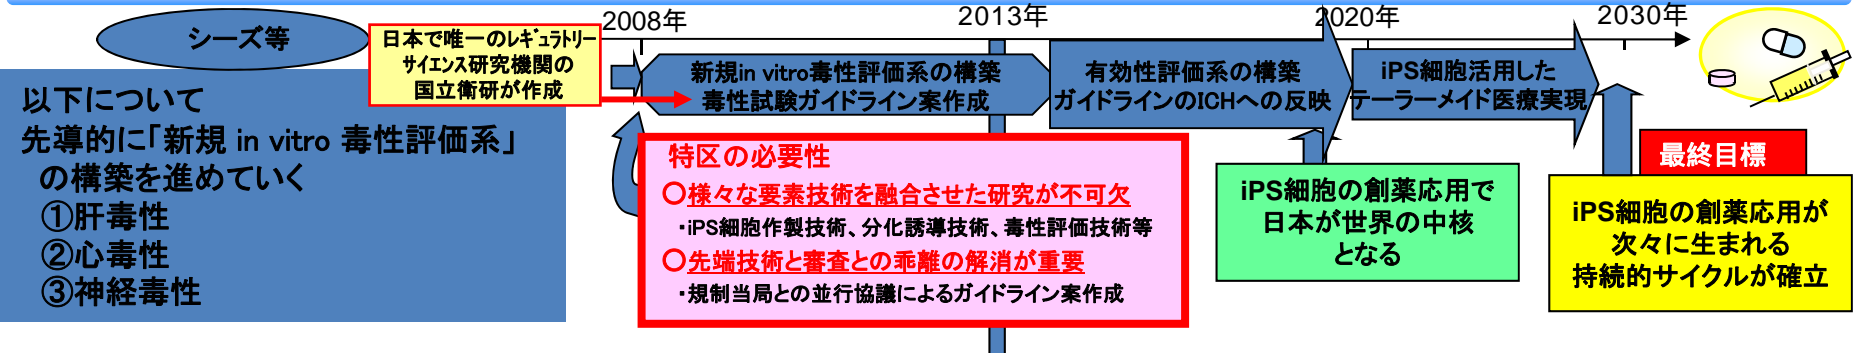 シーズ等
以下について
先導的に「新規 in vitro 毒性評価系」
の構築を進めていく
①肝毒性
②心毒性
③神経毒性
日本で唯一のﾚｷﾞｭﾗﾄﾘｰ
ｻｲｴﾝｽ研究機関の
国立衛研が作成
2008年
2013年
2020年
2030年
新規in vitro毒性評価系の構築
毒性試験ガイドライン案作成
有効性評価系の構築
ガイドラインのICHへの反映
iPS細胞活用した
テーラーメイド医療実現
特区の必要性
○様々な要素技術を融合させた研究が不可欠
・iPS細胞作製技術、分化誘導技術、毒性評価技術等
○先端技術と審査との乖離の解消が重要
・規制当局との並行協議によるガイドライン案作成
iPS細胞の創薬応用で
日本が世界の中核
となる
最終目標
iPS細胞の創薬応用が
次々に生まれる
持続的サイクルが確立